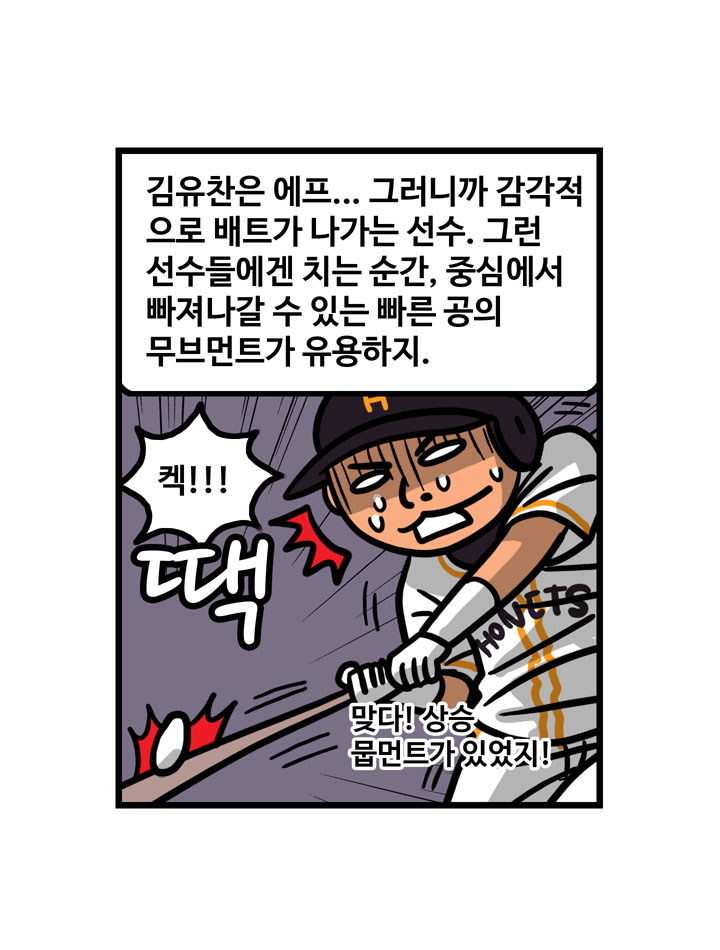 김유찬은 에프... 그러니까 감각적
으로 배트가 나가는 선수. 그런
선수들에겐 치는 순간, 중심에서
빠져나갈 수 있는 빠른 공의
무브먼트가 유용하지.
H
켁!!!
땍
HONETS
맞다! 상승
뭅먼트가 있었지!